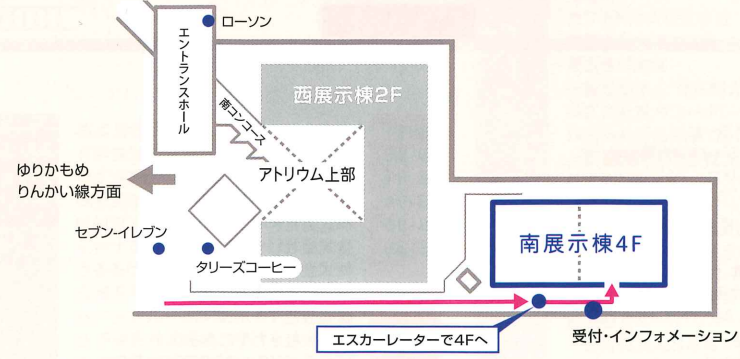 ローソン
エントランスホール
西展示棟2F
南コンコース
アトリウム上部
ゆりかもめ
りんかい線方面
セブン-イレブン
タリーズコーヒー
南展示棟4F
エスカーレーターで4Fへ
受付・インフォメーション